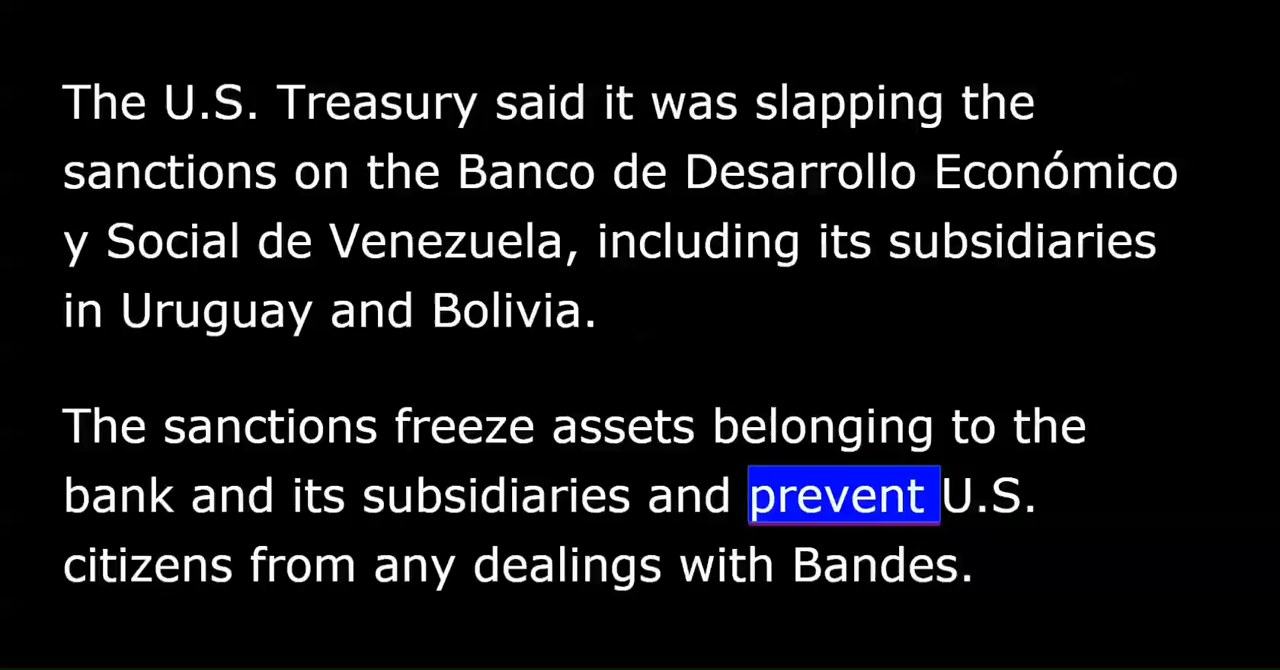 The U.S. Treasury said it was slapping the
sanctions on the Banco de Desarrollo Económico
y Social de Venezuela, including its subsidiaries
in Uruguay and Bolivia.
The sanctions freeze assets belonging to the
bank and its subsidiaries and prevent U.S.
citizens from any dealings with Bandes.